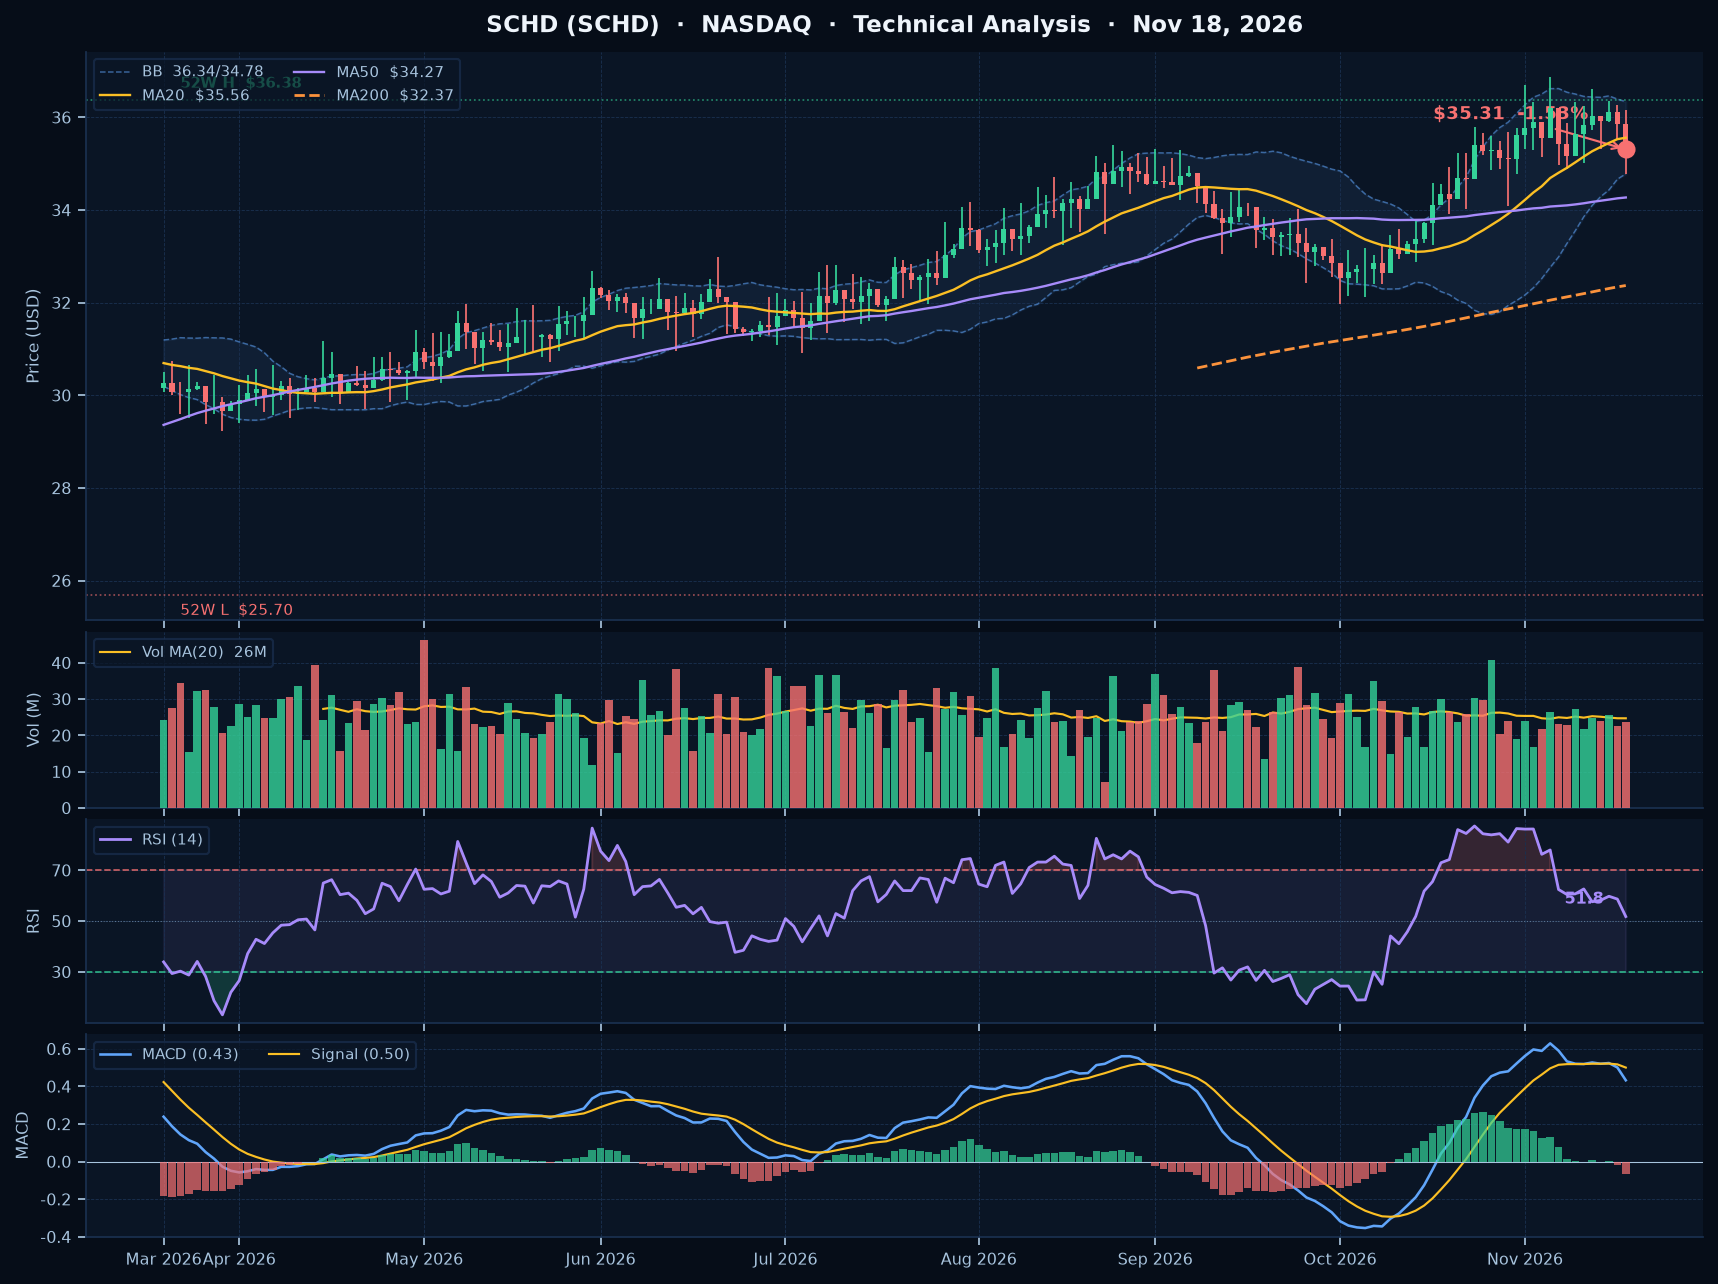 SCHD (SCHD)  ·  NASDAQ  ·  Technical Analysis  ·  Nov 18, 2026
BB  36.34/34.78
MA50  $34.27
52W H  $36.38
MA20  $35.56
MA200  $32.37
$35.31  -1.53%
36
34
32
30
28
26
Price (USD)
52W L  $25.70
Vol MA(20)  26M
40
30
20
10
0
Vol (M)
RSI (14)
70
50
30
RSI
51.8
MACD (0.43)
Signal (0.50)
0.6
0.4
0.2
0.0
-0.2
-0.4
MACD
Mar 2026
Apr 2026
May 2026
Jun 2026
Jul 2026
Aug 2026
Sep 2026
Oct 2026
Nov 2026